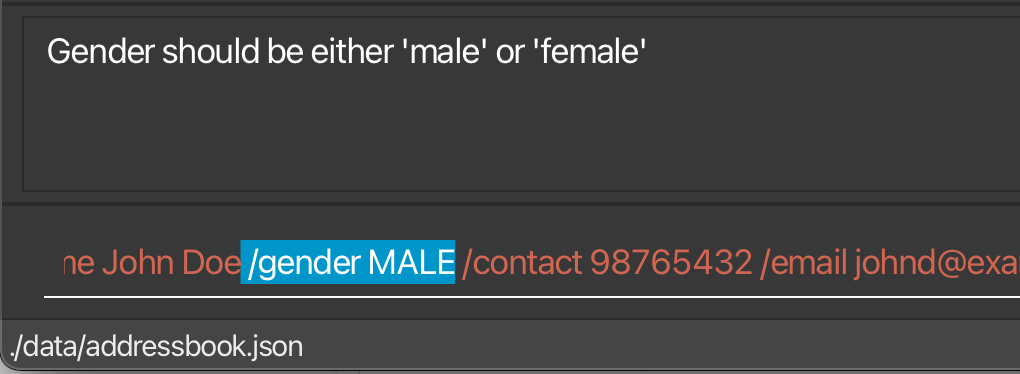 Gender should be either 'male' or 'female'
ne John Doe /gender MALE /contact 98765432 /email johnd@exa
./data/addressbook.json